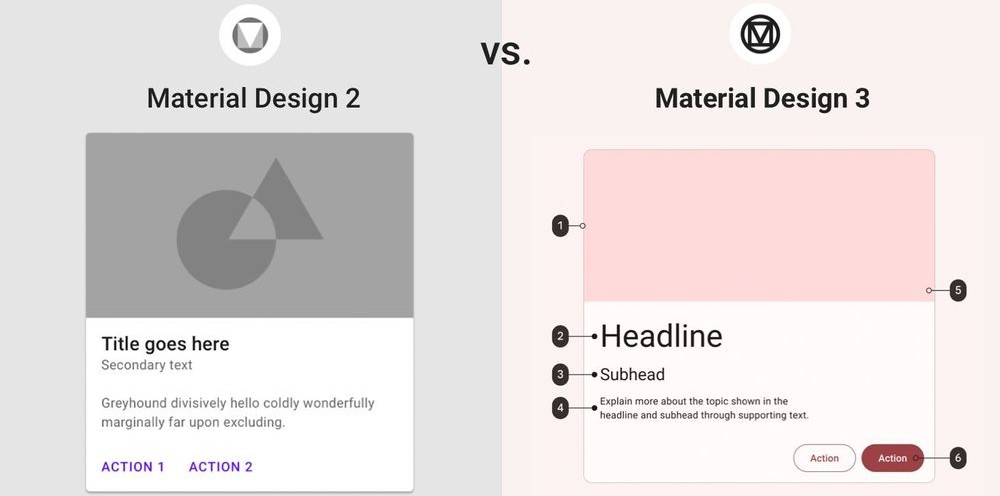 VS.
Material Design 2
Title goes here
Secondary text
Greyhound divisively hello coldly wonderfully
marginally far upon excluding.
ACTION 1 ACTION 2
Material Design 3
1
5
2 Headline
3 Subhead
4 Explain more about the topic shown in the
headline and subhead through supporting text.
Action Action 6